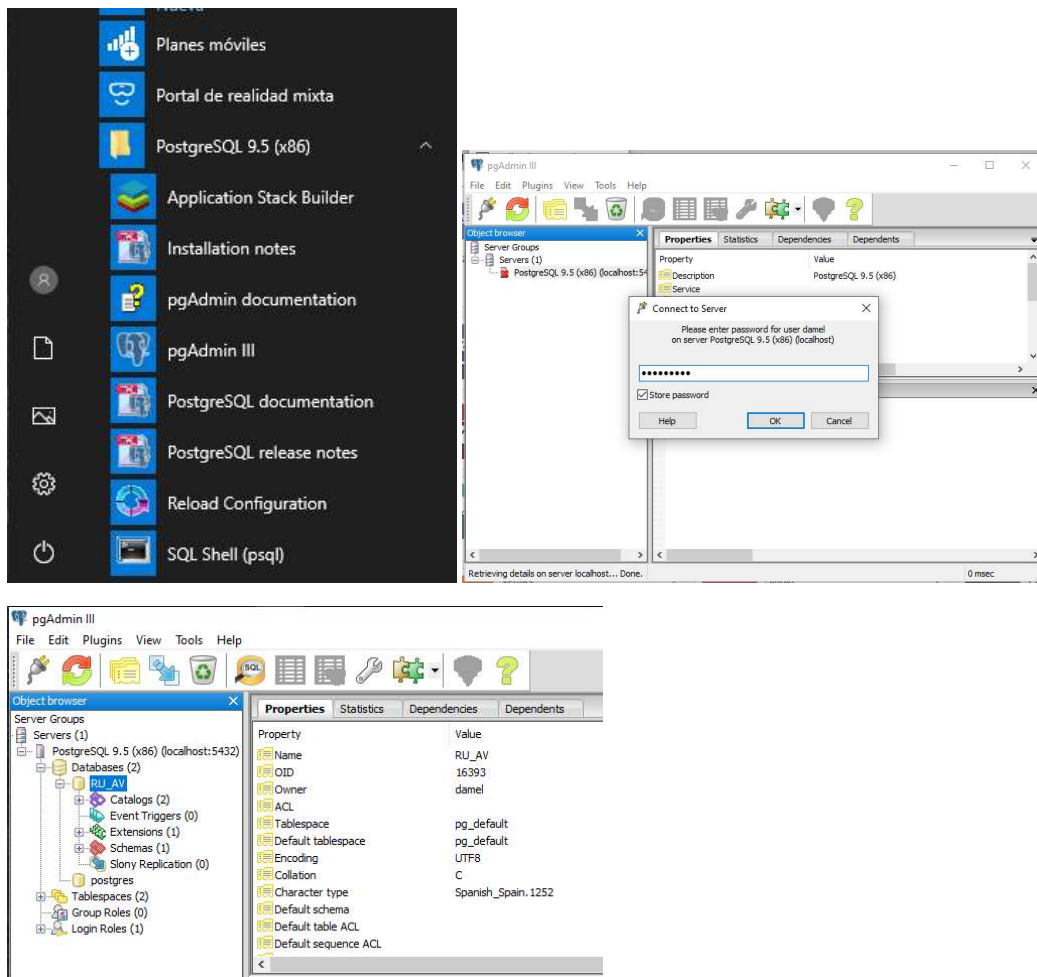 Nueva
Planes móviles
Portal de realidad mixta
PostgreSQL 9.5 (x86)
Application Stack Builder
Installation notes
pgAdmin documentation
pgAdmin III
PostgreSQL documentation
PostgreSQL release notes
Reload Configuration
SQL Shell (psql)
pgAdmin III
File Edit Plugins View Tools Help
Object browser
Server Groups
Servers (1)
PostgreSQL 9.5 (x86) (localhost:54
Properties Statistics Dependencies Dependents
Property Value
Description PostgreSQL 9.5 (x86)
Service
Connect to Server
Please enter password for user damel
on server PostgreSQL 9.5 (x86) (localhost)
Store password
Help OK Cancel
Retrieving details on server localhost... Done. 0 msec
pgAdmin III
File Edit Plugins View Tools Help
SQL
Object browser
Server Groups
Servers (1)
PostgreSQL 9.5 (x86) (localhost:5432)
Databases (2)
RU_AV
Catalogs (2)
Event Triggers (0)
Extensions (1)
Schemas (1)
Slony Replication (0)
postgres
Tablespaces (2)
Group Roles (0)
Login Roles (1)
Properties Statistics Dependencies Dependents
Property Value
Name RU_AV
OID 16393
Owner damel
ACL
Tablespace pg_default
Default tablespace pg_default
Encoding UTF8
Collation C
Character type Spanish_Spain.1252
Default schema
Default table ACL
Default sequence ACL